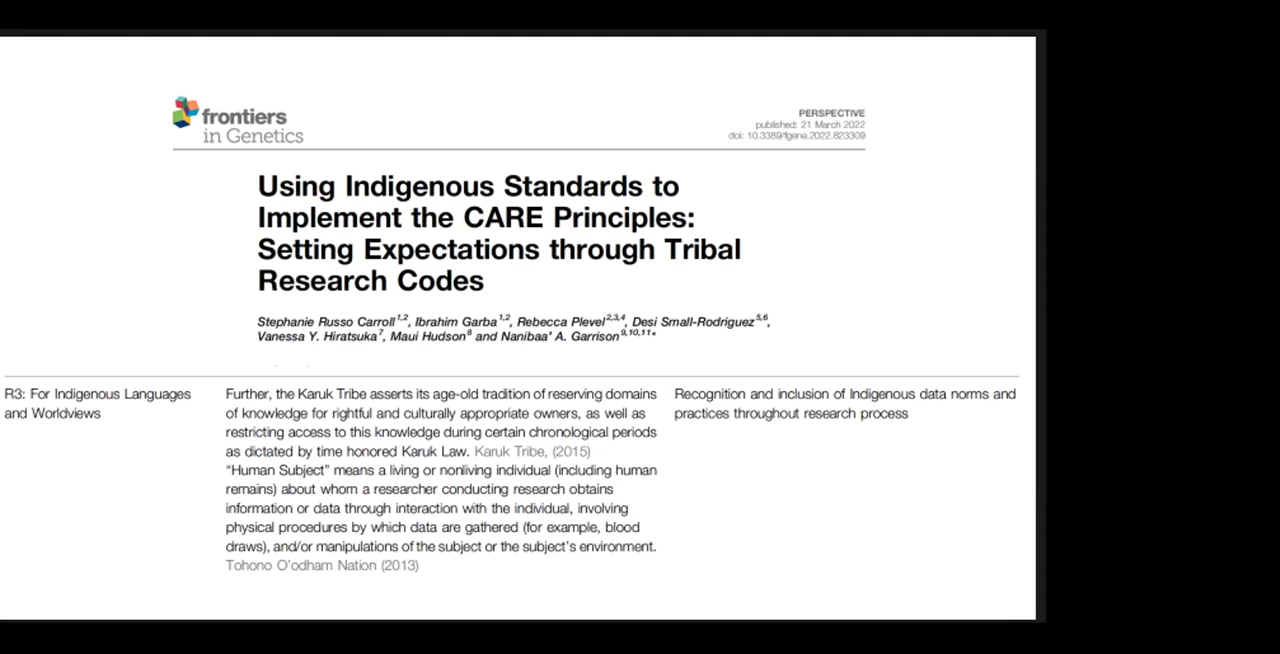 frontiers
in Genetics
PERSPECTIVE
published: 21 March 2022
doi: 10.3389/fgene.2022.823309
Using Indigenous Standards to
Implement the CARE Principles:
Setting Expectations through Tribal
Research Codes
Stephanie Russo Carroll1,2, Ibrahim Garba1,2, Rebecca Plevel2,3,4, Desi Small-Rodriguez5,6,
Vanessa Y. Hiratsuka7, Maui Hudson8 and Nanibaa' A. Garrison9,10,11*
R3: For Indigenous Languages
and Worldviews
Further, the Karuk Tribe asserts its age-old tradition of reserving domains
of knowledge for rightful and culturally appropriate owners, as well as
restricting access to this knowledge during certain chronological periods
as dictated by time honored Karuk Law. Karuk Tribe, (2015)
“Human Subject” means a living or nonliving individual (including human
remains) about whom a researcher conducting research obtains
information or data through interaction with the individual, involving
physical procedures by which data are gathered (for example, blood
draws), and/or manipulations of the subject or the subject's environment.
Tohono O'odham Nation (2013)
Recognition and inclusion of Indigenous data norms and
practices throughout research process